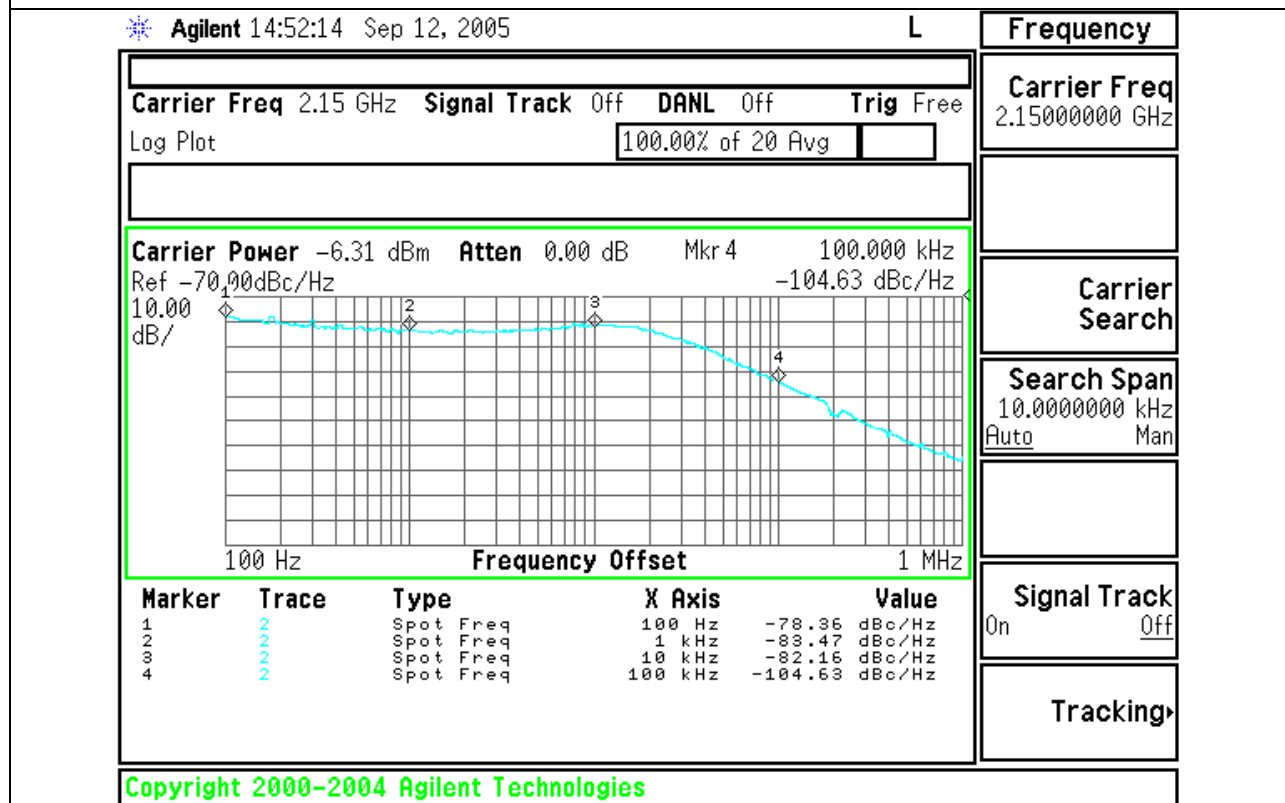 Agilent 14:52:14 Sep 12, 2005 L
Carrier Freq 2.15 GHz Signal Track Off DANL Off Trig Free
Log Plot 100.00% of 20 Avg
Carrier Power -6.31 dBm Atten 0.00 dB Mkr 4 100.000 kHz
Ref -70.00dBc/Hz -104.63 dBc/Hz
10.00
dB/
1
2
3
4
100 Hz Frequency Offset 1 MHz
Marker Trace Type X Axis Value
1 2 Spot Freq 100 Hz -78.36 dBc/Hz
2 2 Spot Freq 1 kHz -83.47 dBc/Hz
3 2 Spot Freq 10 kHz -82.16 dBc/Hz
4 2 Spot Freq 100 kHz -104.63 dBc/Hz
Copyright 2000-2004 Agilent Technologies
Frequency
Carrier Freq
2.15000000 GHz
Carrier
Search
Search Span
10.0000000 kHz
Auto Man
Signal Track
On Off
Tracking